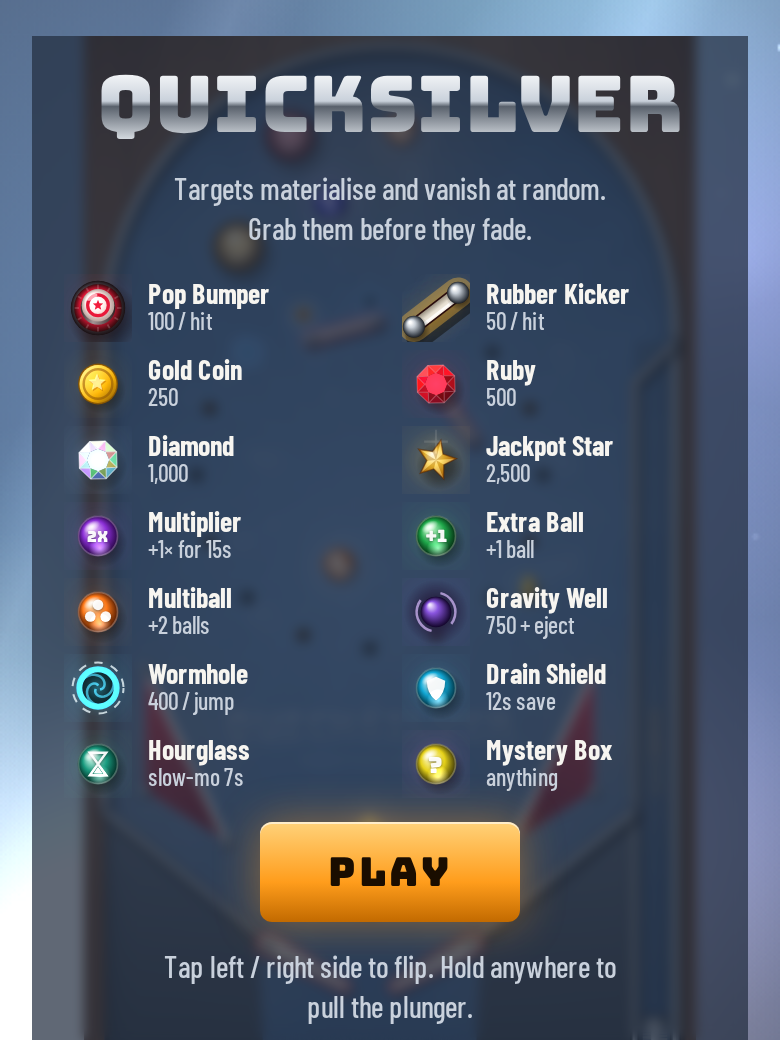 QUICKSILVER
Targets materialise and vanish at random.
Grab them before they fade.
Pop Bumper
100 / hit
Rubber Kicker
50 / hit
Gold Coin
250
Ruby
500
Diamond
1,000
Jackpot Star
2,500
2X
Multiplier
+1× for 15s
+1
Extra Ball
+1 ball
Multiball
+2 balls
Gravity Well
750 + eject
Wormhole
400 / jump
Drain Shield
12s save
Hourglass
slow-mo 7s
?
Mystery Box
anything
PLAY
Tap left / right side to flip. Hold anywhere to
pull the plunger.